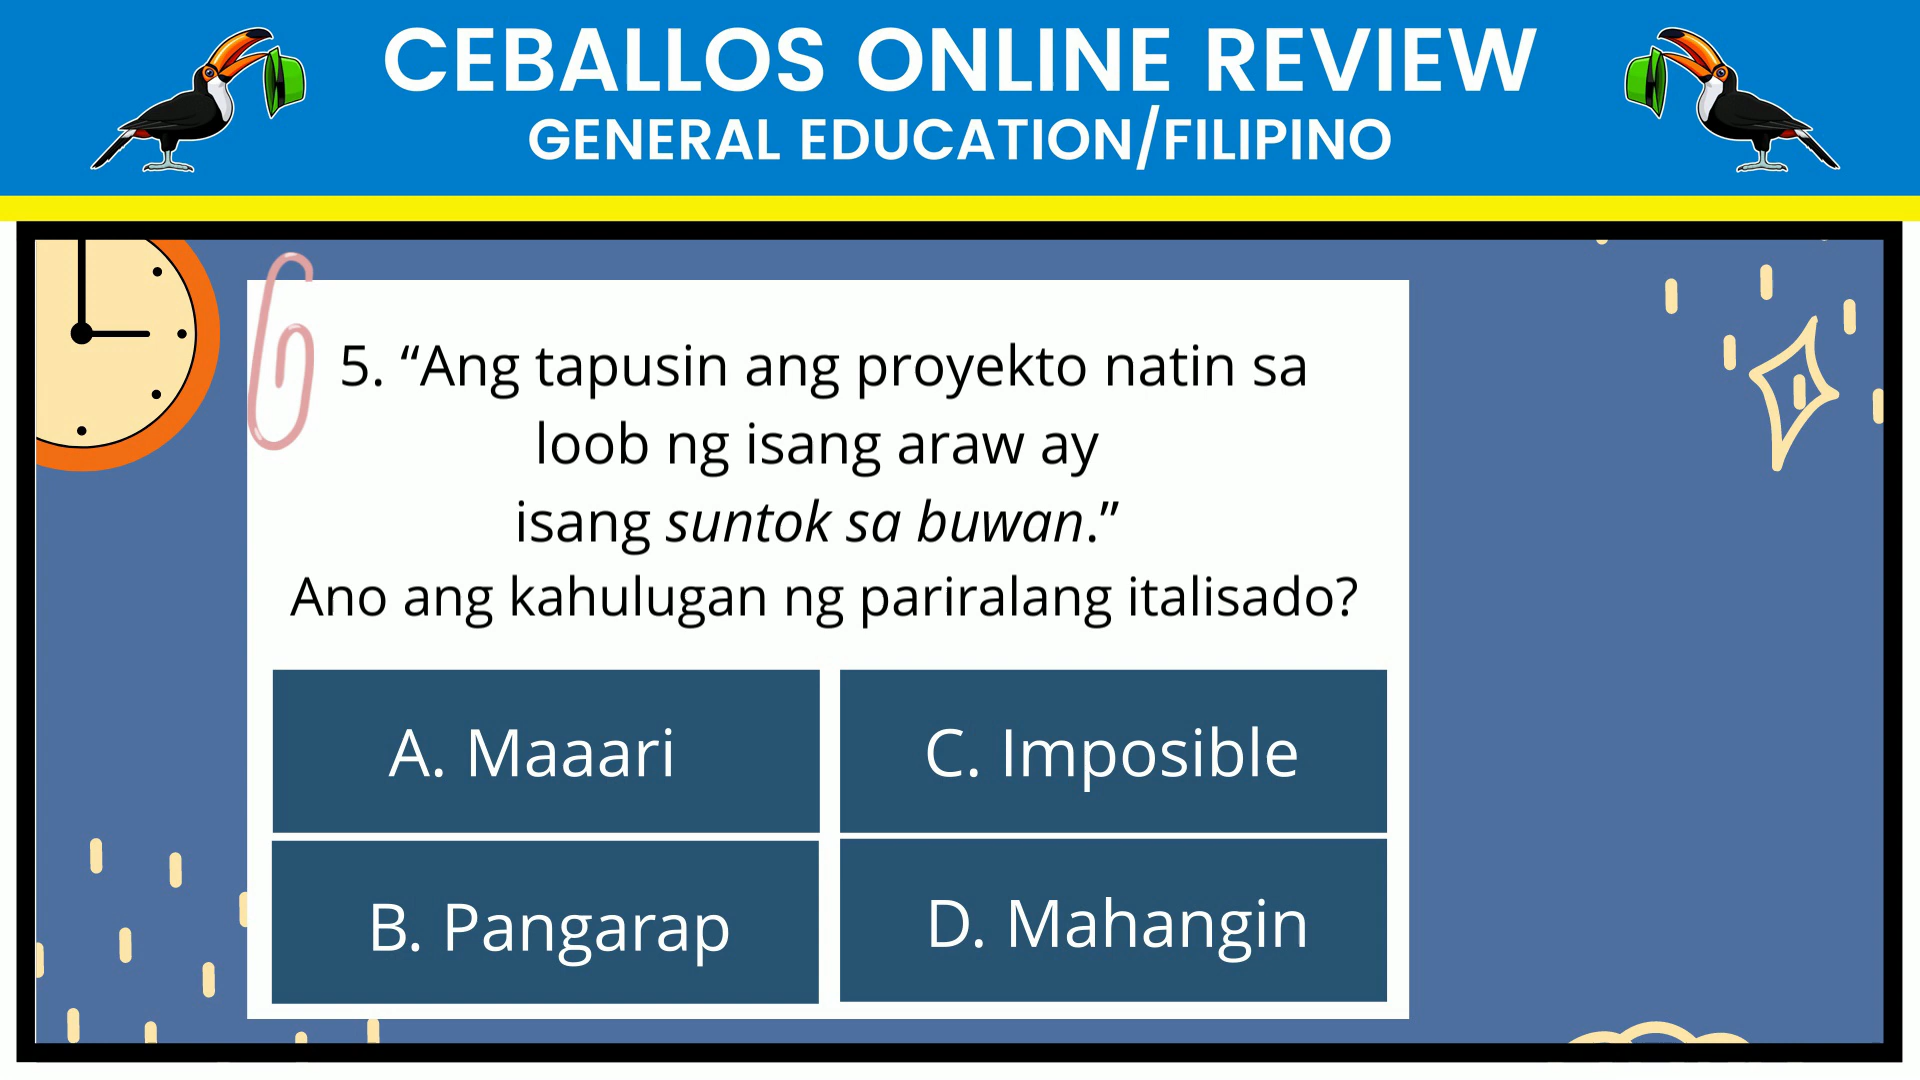 CEBALLOS ONLINE REVIEW
GENERAL EDUCATION/FILIPINO
5. “Ang tapusin ang proyekto natin sa
loob ng isang araw ay
isang suntok sa buwan.”
Ano ang kahulugan ng pariralang italisado?
A. Maaari
C. Imposible
B. Pangarap
D. Mahangin